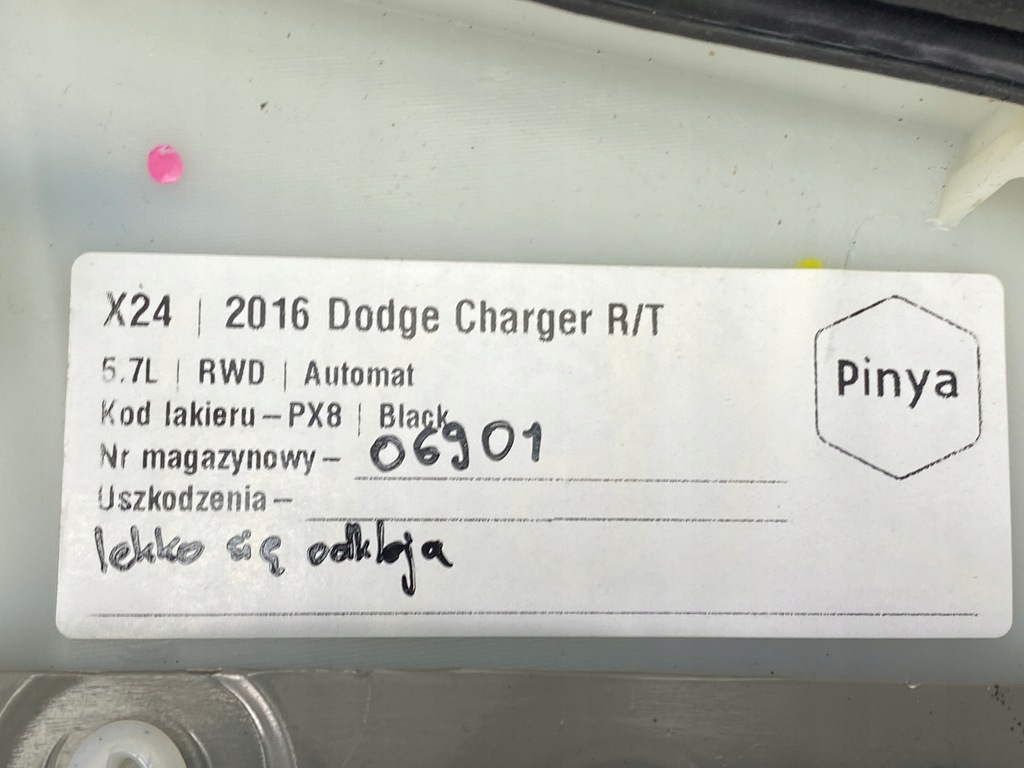 X24 | 2016 Dodge Charger R/T
5.7L | RWD | Automat
Kod lakieru – PX8 | Black
Nr magazynowy – 06901
Uszkodzenia –
lekko się odkleja
Pinya